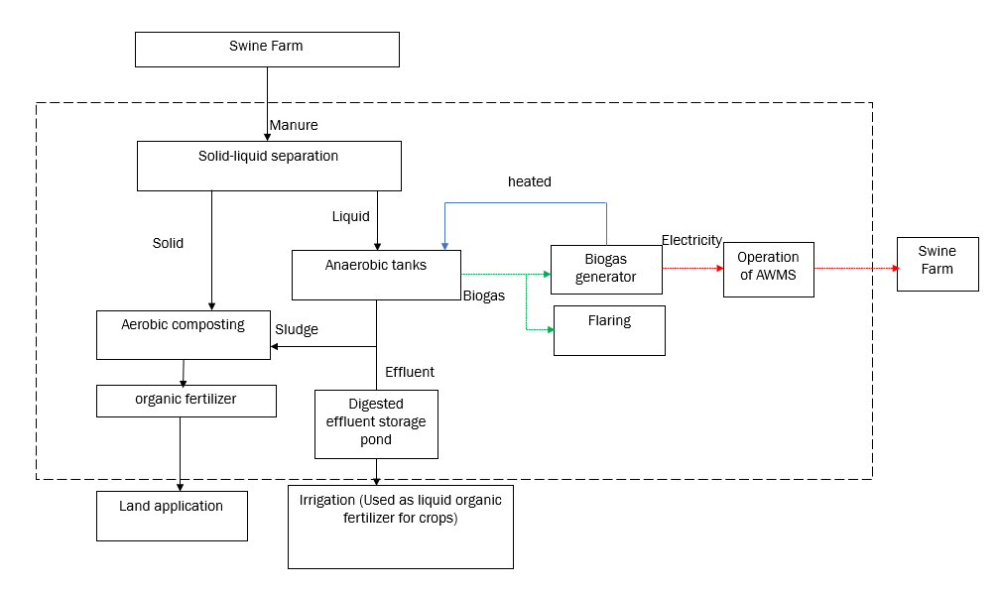 Swine Farm
Manure
Solid-liquid separation
heated
Liquid
Solid
Electricity
Anaerobic tanks
Biogas
generator
Operation
of AWMS
Swine
Farm
Biogas
Flaring
Aerobic composting
Sludge
Effluent
organic fertilizer
Digested
effluent storage
pond
Land application
Irrigation (Used as liquid organic
fertilizer for crops)